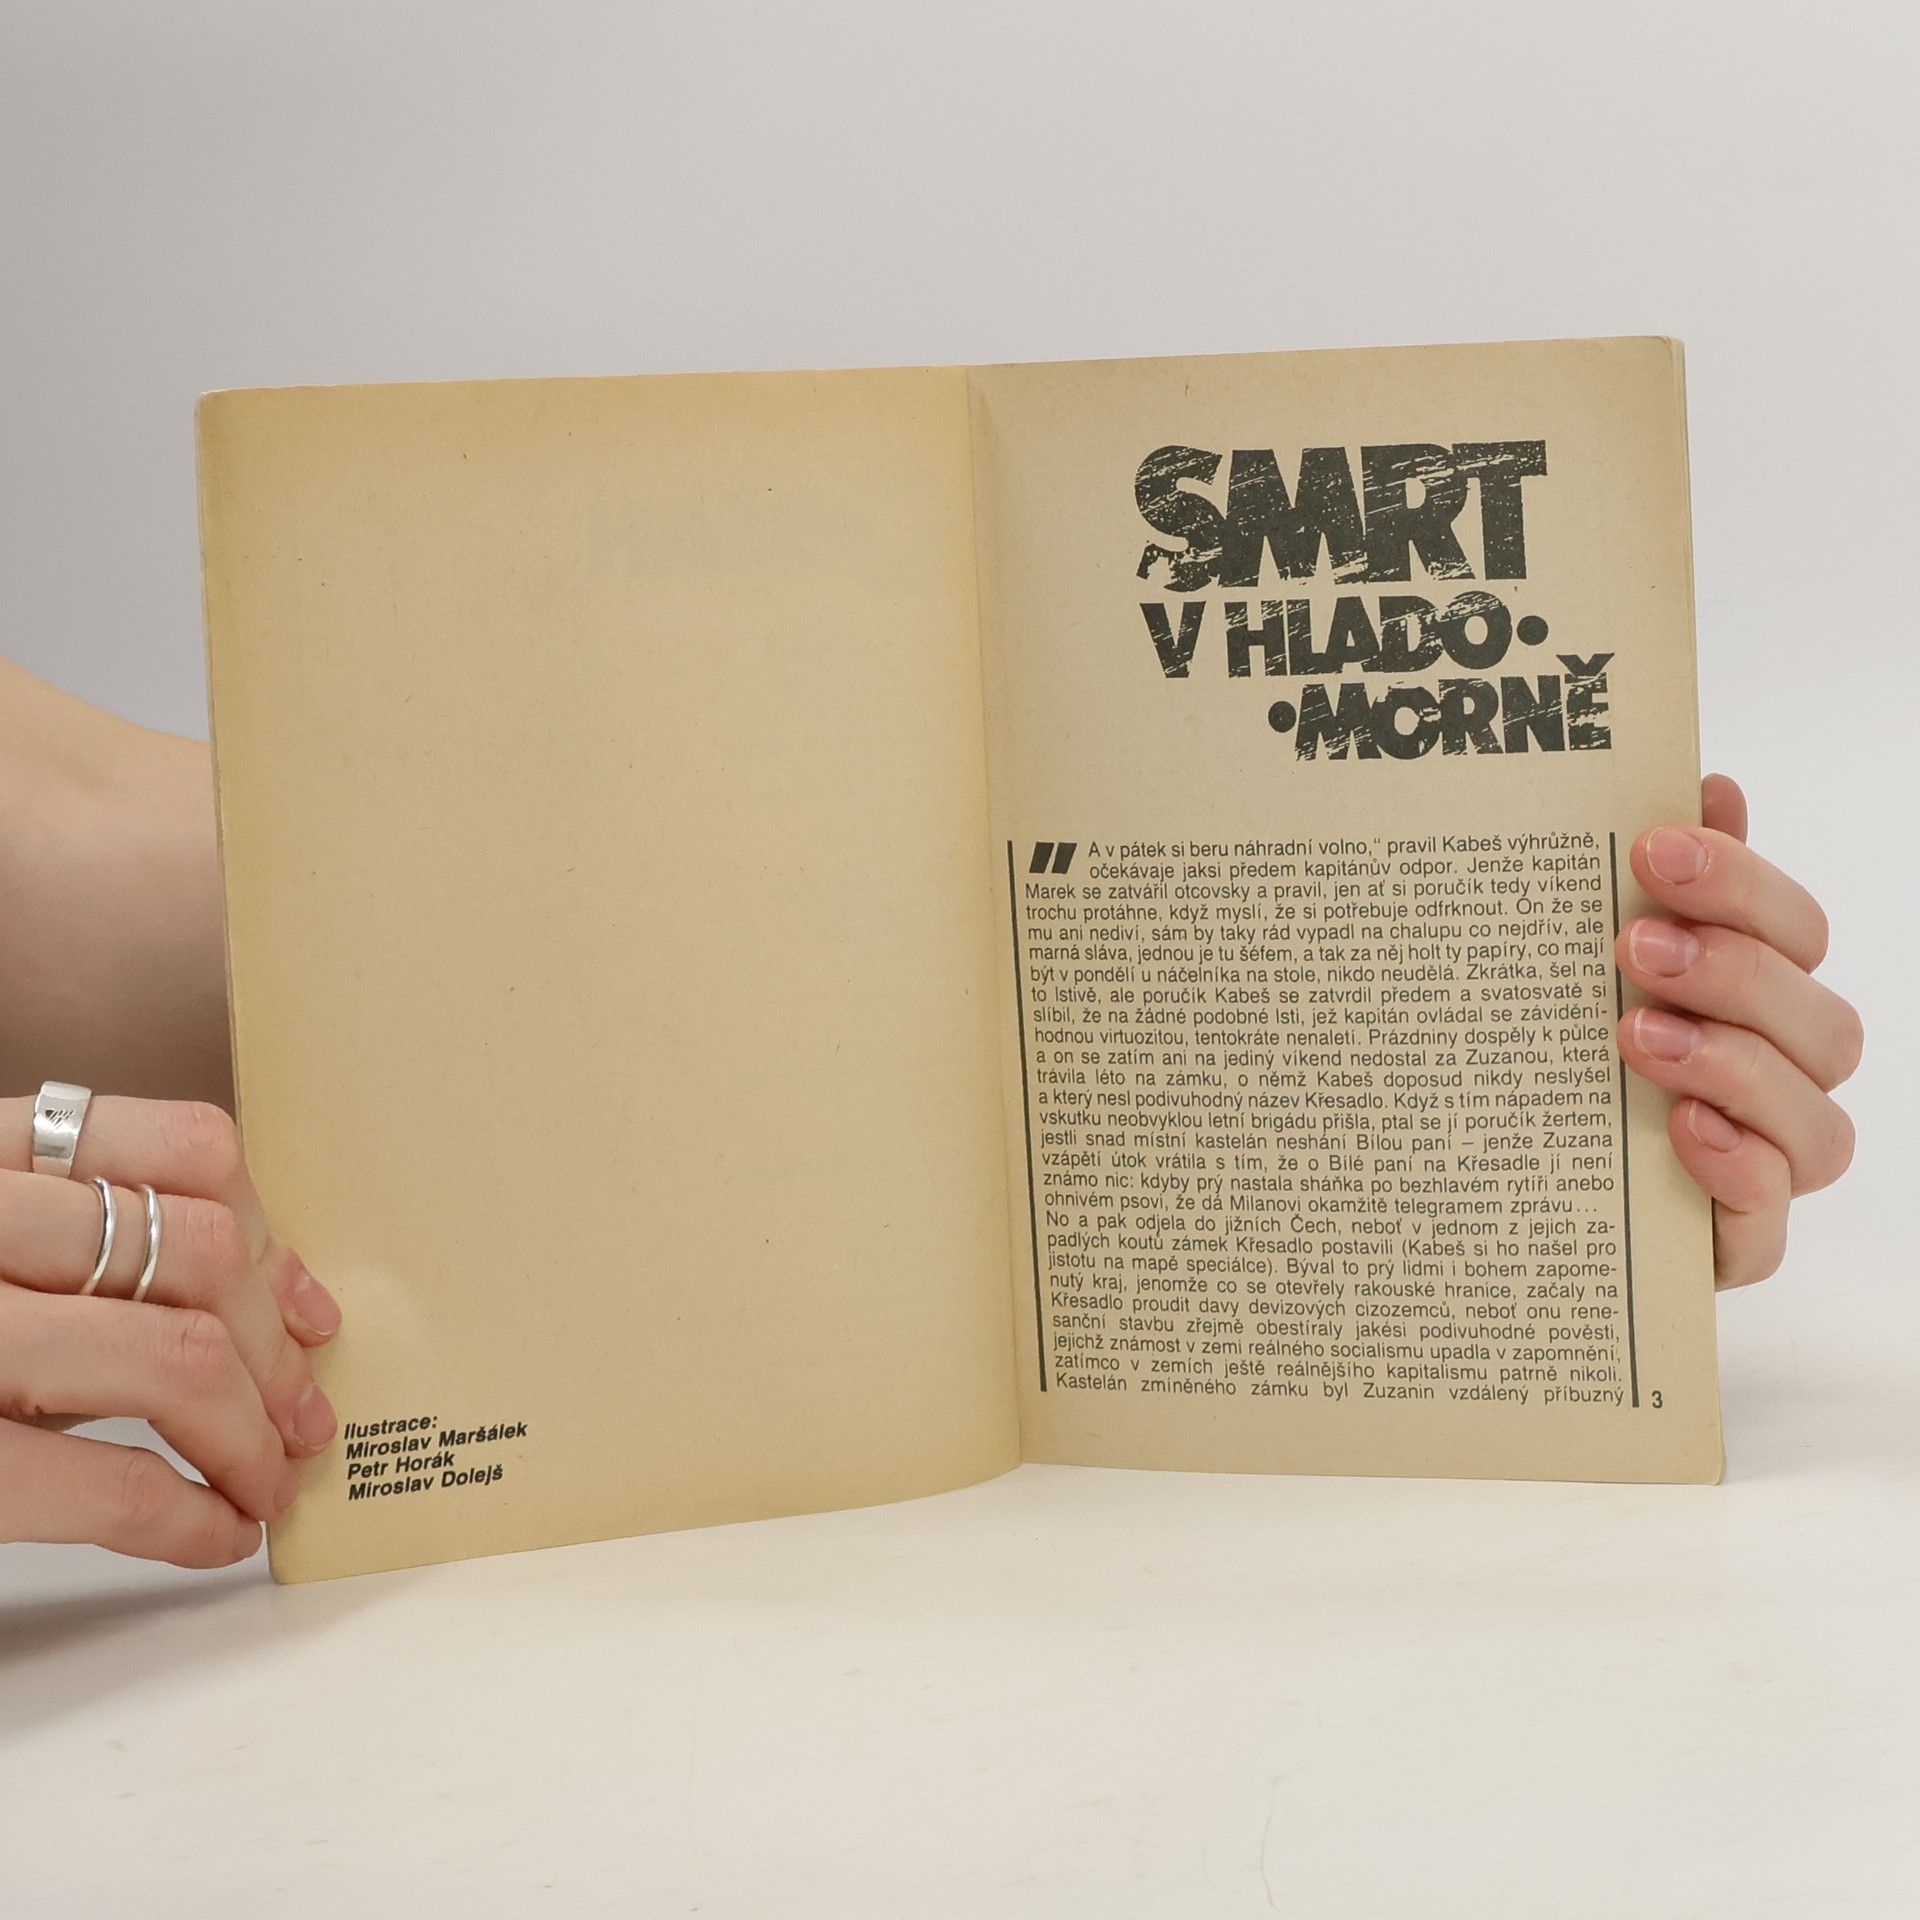 Ilustrace:
Miroslav Maršálek
Petr Horák
Miroslav Dolejš
SMRT
V HLADO•
•MORNĚ
" A v pátek si beru náhradní volno,“ pravil Kabeš výhrůžně,
očekávaje jaksi předem kapitánův odpor. Jenže kapitán
Marek se zatvářil otcovsky a pravil, jen ať si poručík tedy víkend
trochu protáhne, když myslí, že si potřebuje odfrknout. On že se
mu ani nediví, sám by taky rád vypadl na chalupu co nejdřív, ale
marná sláva, jednou je tu šéfem, a tak za něj holt ty papíry, co mají
být v pondělí u náčelníka na stole, nikdo neudělá. Zkrátka, šel na
to lstivě, ale poručík Kabeš se zatvrdil předem a svatosvatě si
slíbil, že na žádné podobné lsti, jež kapitán ovládal se závidění-
hodnou virtuozitou, tentokráte nenaletí. Prázdniny dospěly k půlce
a on se zatím ani na jediný víkend nedostal za Zuzanou, která
trávila léto na zámku, o němž Kabeš doposud nikdy neslyšel
a který nesl podivuhodný název Křesadlo. Když s tím nápadem na
vskutku neobvyklou letní brigádu přišla, ptal se jí poručík žertem,
jestli snad místní kastelán neshání Bílou paní – jenže Zuzana
vzápětí útok vrátila s tím, že o Bílé paní na Křesadle jí není
známo nic: kdyby prý nastala sháňka po bezhlavém rytíři anebo
ohnivém psovi, že dá Milanovi okamžitě telegramem zprávu...
No a pak odjela do jižních Čech, neboť v jednom z jejich za-
padlých koutů zámek Křesadlo postavili (Kabeš si ho našel pro
jistotu na mapě speciálce). Býval to prý lidmi i bohem zapome-
nutý kraj, jenomže co se otevřely rakouské hranice, začaly na
Křesadlo proudit davy devizových cizozemců, neboť onu rene-
sanční stavbu zřejmě obestíraly jakési podivuhodné pověsti,
jejichž známost v zemi reálného socialismu upadla v zapomnění,
zatímco v zemích ještě reálnějšího kapitalismu patrně nikoli.
Kastelán zmíněného zámku byl Zuzanin vzdálený příbuzný
3